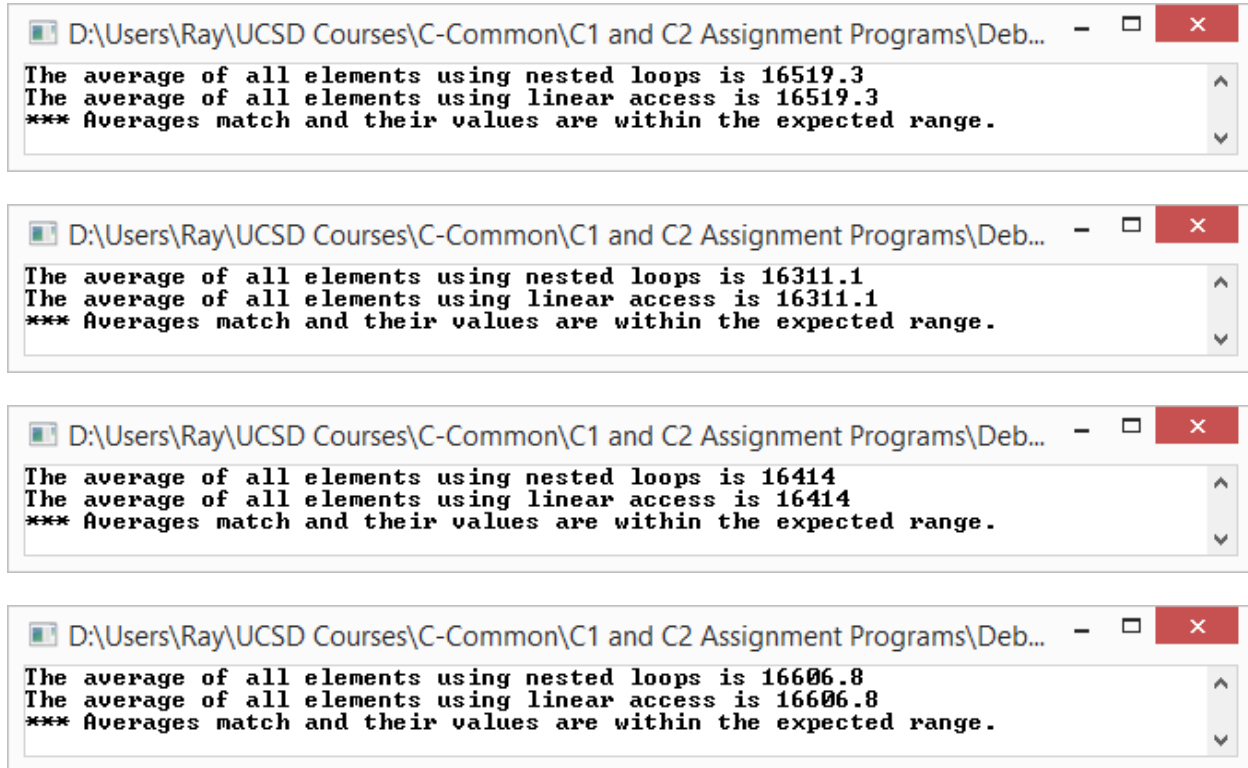 D:\Users\Ray\UCSD Courses\C-Common\C1 and C2 Assignment Programs\Deb...
The average of all elements using nested loops is 16519.3
The average of all elements using linear access is 16519.3
*** Averages match and their values are within the expected range.
D:\Users\Ray\UCSD Courses\C-Common\C1 and C2 Assignment Programs\Deb...
The average of all elements using nested loops is 16311.1
The average of all elements using linear access is 16311.1
*** Averages match and their values are within the expected range.
D:\Users\Ray\UCSD Courses\C-Common\C1 and C2 Assignment Programs\Deb...
The average of all elements using nested loops is 16414
The average of all elements using linear access is 16414
*** Averages match and their values are within the expected range.
D:\Users\Ray\UCSD Courses\C-Common\C1 and C2 Assignment Programs\Deb...
The average of all elements using nested loops is 16606.8
The average of all elements using linear access is 16606.8
*** Averages match and their values are within the expected range.